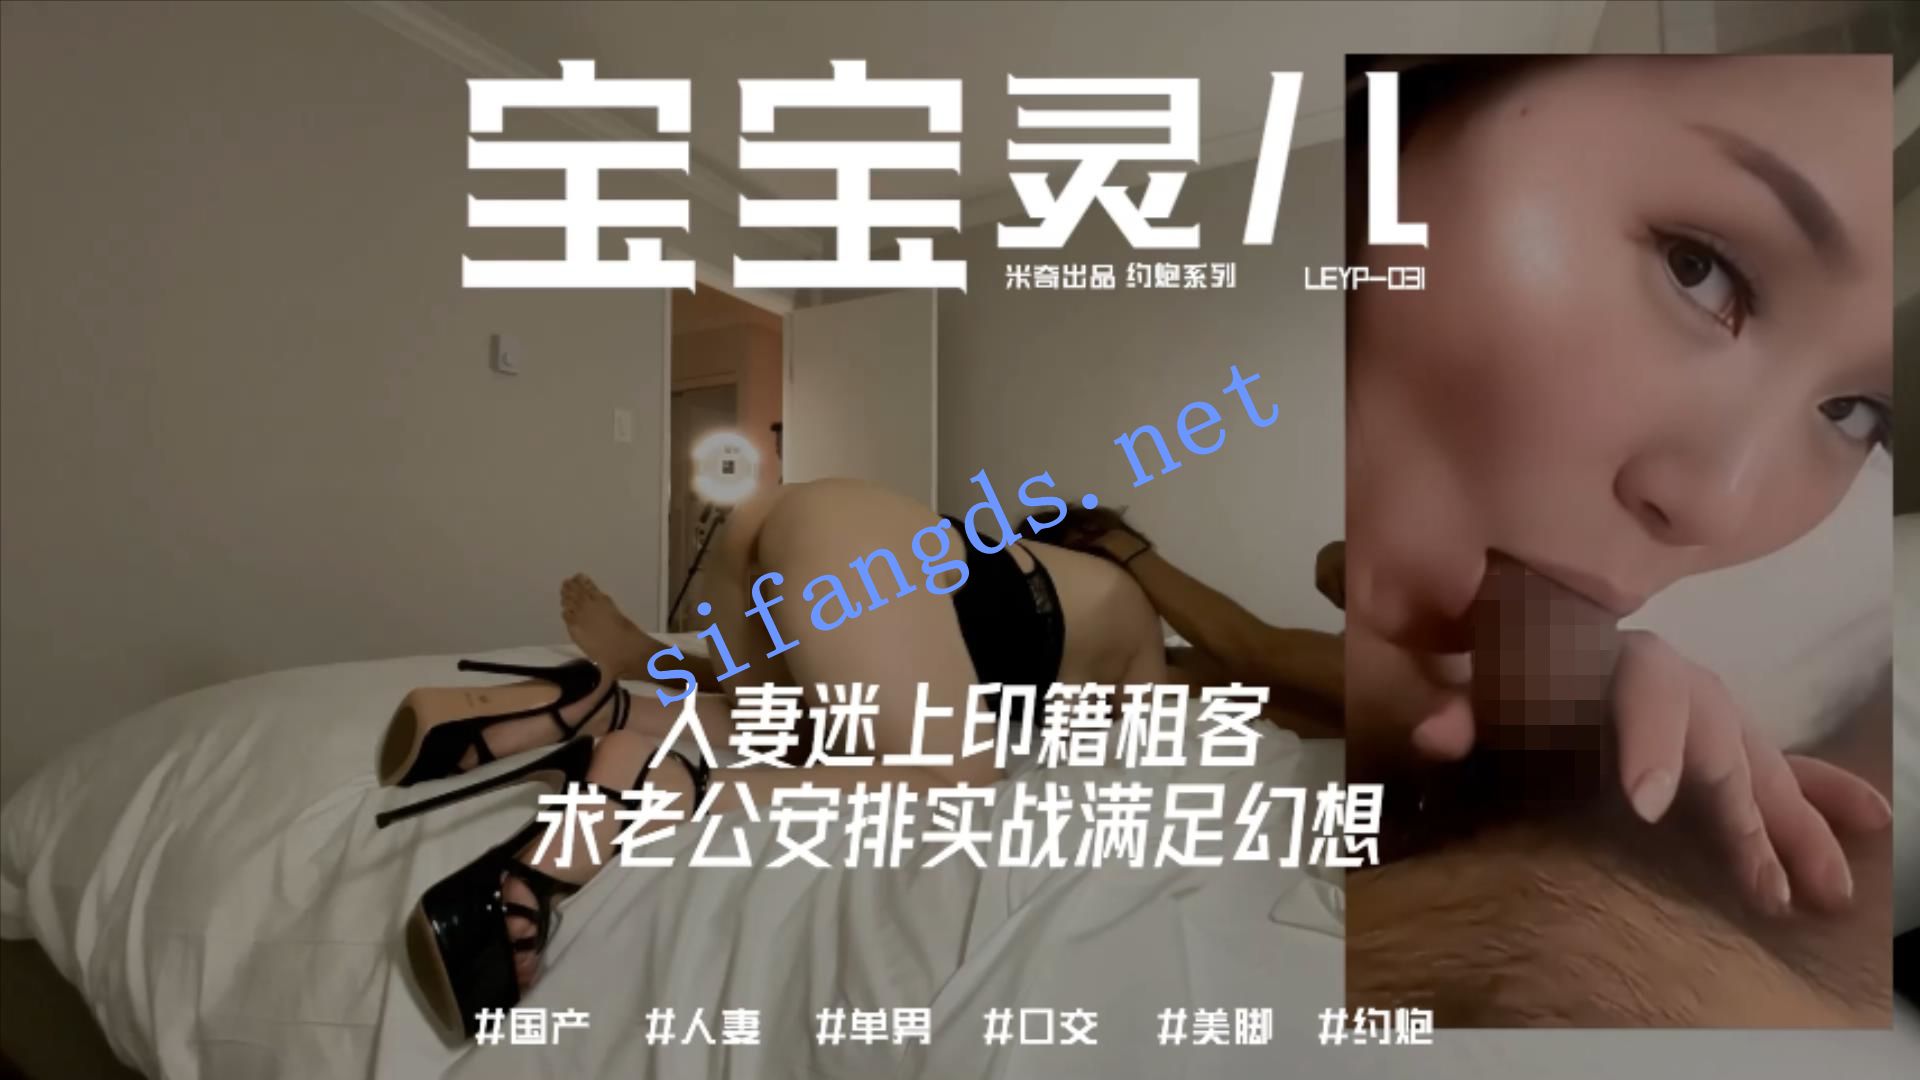 宝宝灵儿
米奇出品 约炮系列 LEYP-031
sifangds.net
人妻迷上印籍租客
求老公安排实战满足幻想
#国产 #人妻 #单男 #口交 #美脚 #约炮